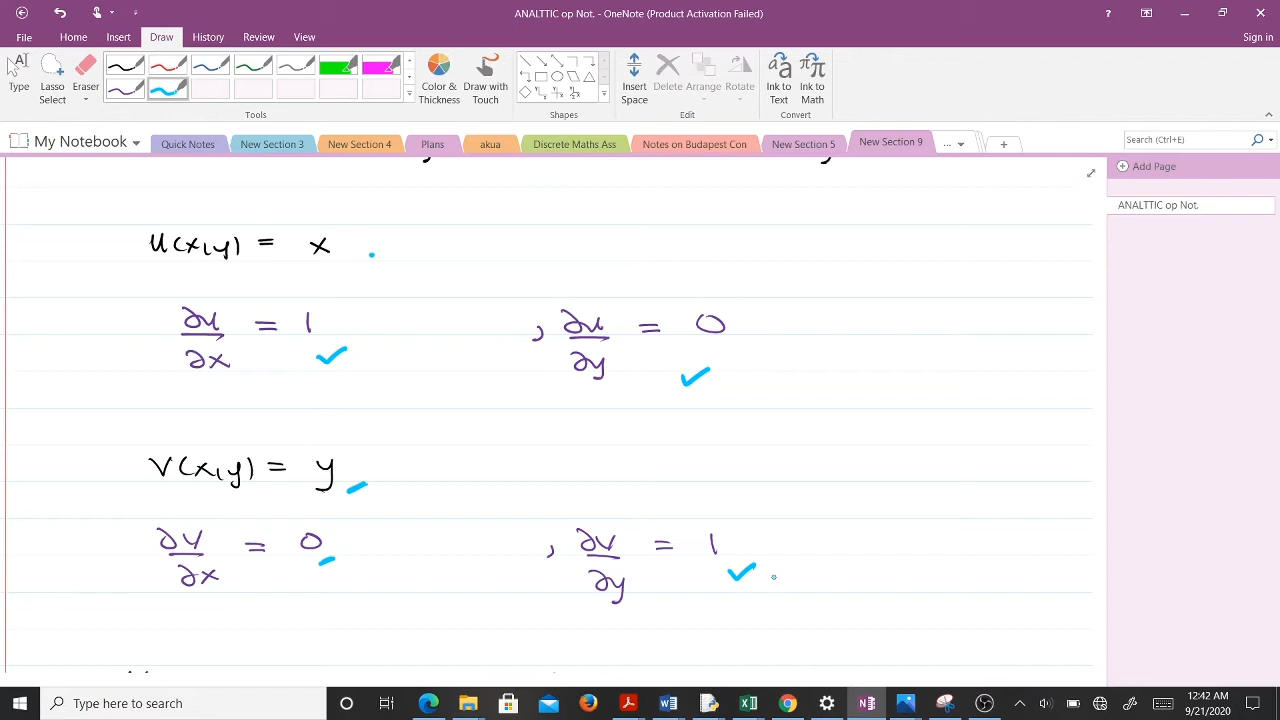 ANALTTIC op Not. - OneNote (Product Activation Failed)
?
File Home Insert Draw History Review View
Sign in
Type
Lasso Select
Eraser
Color & Thickness
Draw with Touch
Insert Space
Delete
Arrange
Rotate
Ink to Text
Ink to Math
Tools Shapes Edit Convert
My Notebook
Quick Notes New Section 3 New Section 4 Plans akua Discrete Maths Ass Notes on Budapest Con New Section 5 New Section 9 ... +
Search (Ctrl+E)
Add Page
ANALTTIC op Not.
u(x,y) = x .
∂u/∂x = 1 , ∂u/∂y = 0
v(x,y) = y
∂v/∂x = 0 , ∂v/∂y = 1
Type here to search
12:42 AM
9/21/2020